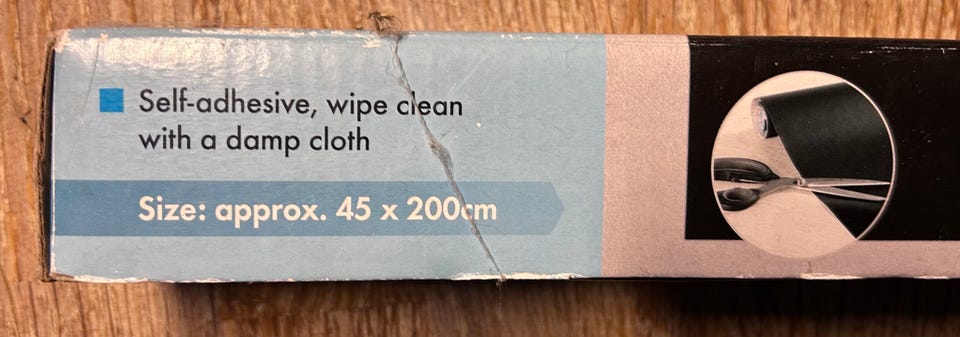 Self-adhesive, wipe clean
with a damp cloth
Size: approx. 45 x 200cm